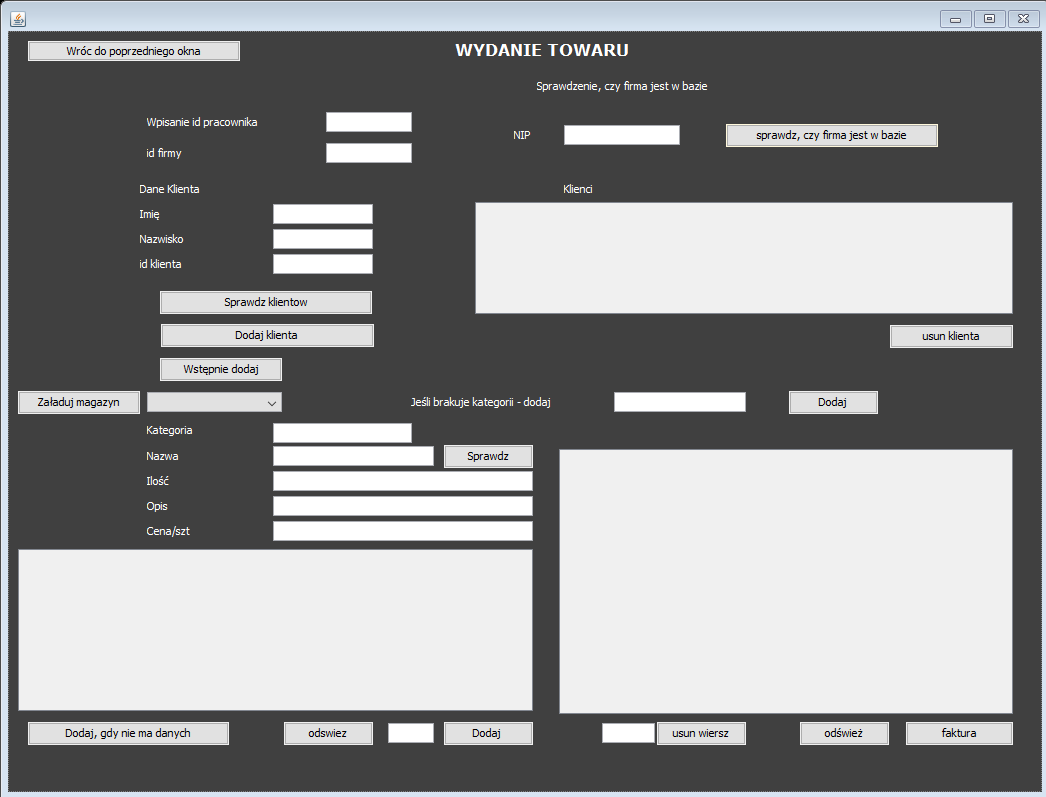 Wróc do poprzedniego okna
WYDANIE TOWARU
Sprawdzenie, czy firma jest w bazie
Wpisanie id pracownika
NIP
sprawdz, czy firma jest w bazie
id firmy
Dane Klienta
Klienci
Imię
Nazwisko
id klienta
Sprawdz klientow
Dodaj klienta
usun klienta
Wstępnie dodaj
Załaduj magazyn
Jeśli brakuje kategorii - dodaj
Dodaj
Kategoria
Nazwa
Sprawdz
Ilość
Opis
Cena/szt
Dodaj, gdy nie ma danych
odswiez
Dodaj
usun wiersz
odśwież
faktura